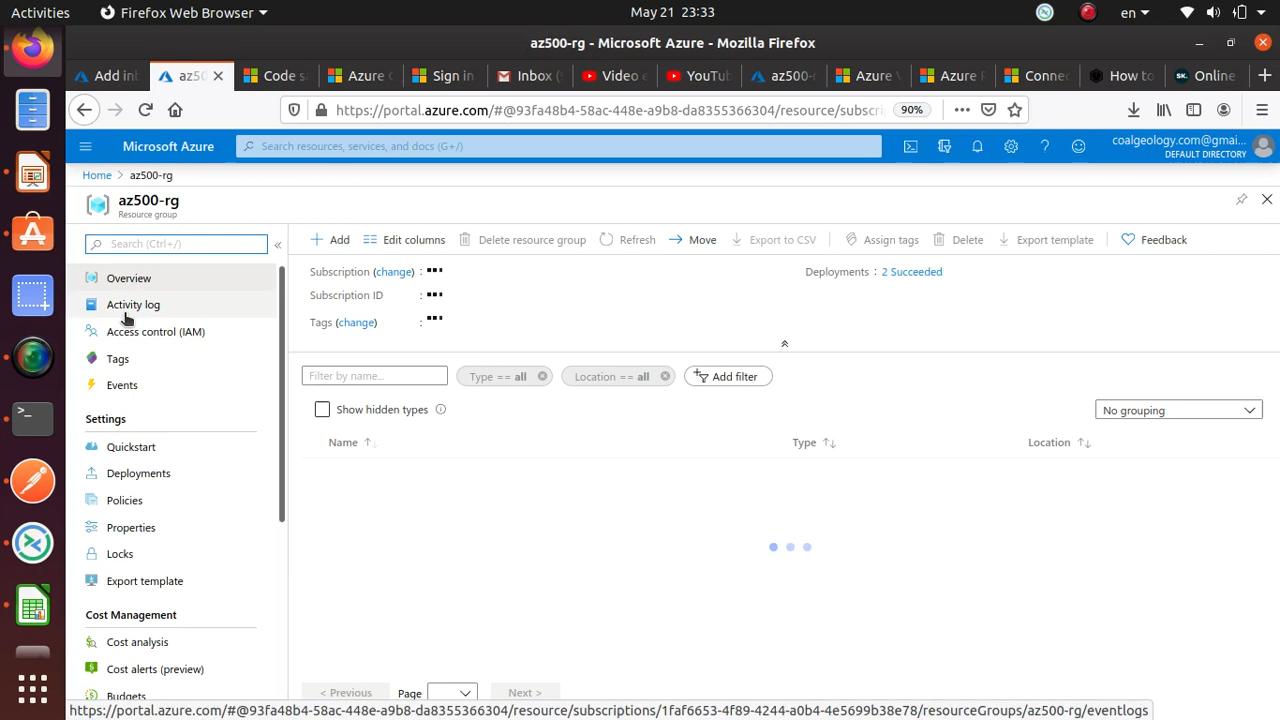 Activities
Firefox Web Browser
May 21 23:33
en
az500-rg - Microsoft Azure - Mozilla Firefox
Add in
az50
Code s
Azure
Sign in
Inbox (
Video e
YouTub
az500-r
Azure
Azure
Connec
How to
SK.
Online
https://portal.azure.com/#@93fa48b4-58ac-448e-a9b8-da8355366304/resource/subscri
90%
Microsoft Azure
Search resources, services, and docs (G+/)
coalgeology.com@gmai...
DEFAULT DIRECTORY
Home > az500-rg
az500-rg
Resource group
Search (Ctrl+/)
Add
Edit columns
Delete resource group
Refresh
Move
Export to CSV
Assign tags
Delete
Export template
Feedback
Overview
Activity log
Access control (IAM)
Tags
Events
Settings
Quickstart
Deployments
Policies
Properties
Locks
Export template
Cost Management
Cost analysis
Cost alerts (preview)
Budgets
Subscription (change) :
Subscription ID :
Tags (change) :
Deployments : 2 Succeeded
Filter by name...
Type == all
Location == all
Add filter
Show hidden types
No grouping
Name
Type
Location
< Previous
Page
Next >
https://portal.azure.com/#@93fa48b4-58ac-448e-a9b8-da8355366304/resource/subscriptions/1faf6653-4f89-4244-a0b4-4e5699b38e78/resourceGroups/az500-rg/eventlogs